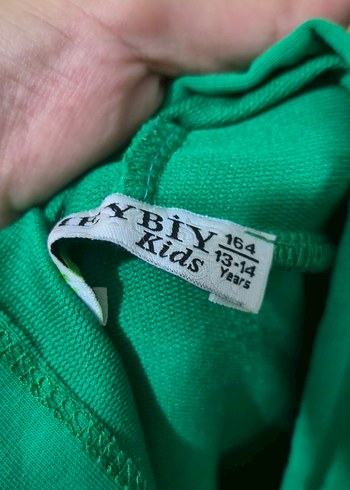 EYBİY
Kids
164
13-14
Years